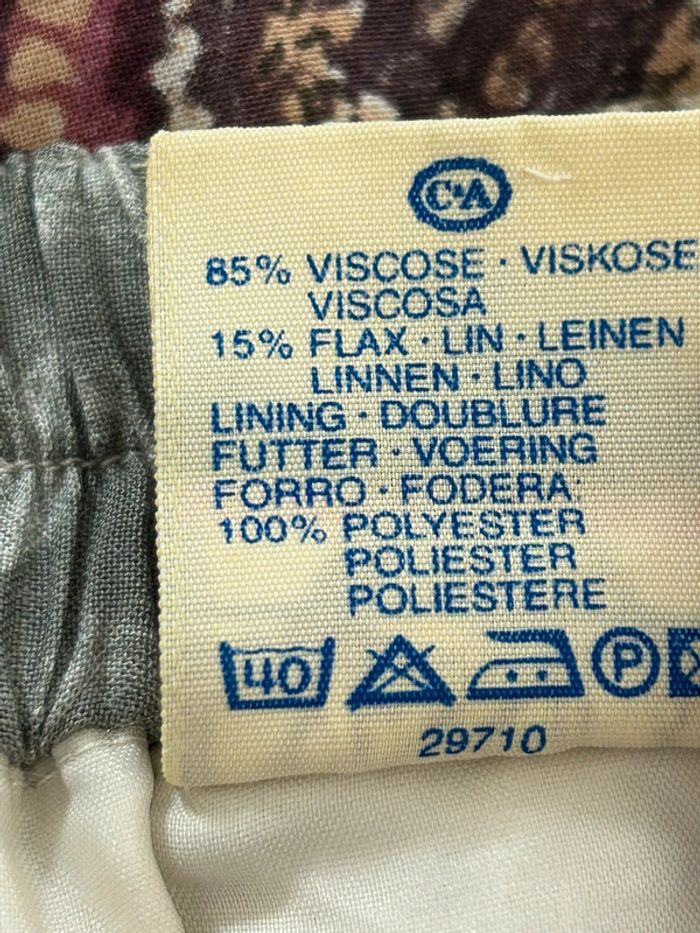 C&A
85% VISCOSE · VISKOSE
VISCOSA
15% FLAX · LIN · LEINEN
LINNEN · LINO
LINING · DOUBLURE
FUTTER · VOERING
FORRO · FODERA:
100% POLYESTER
POLIESTER
POLIESTERE
40 P
29710